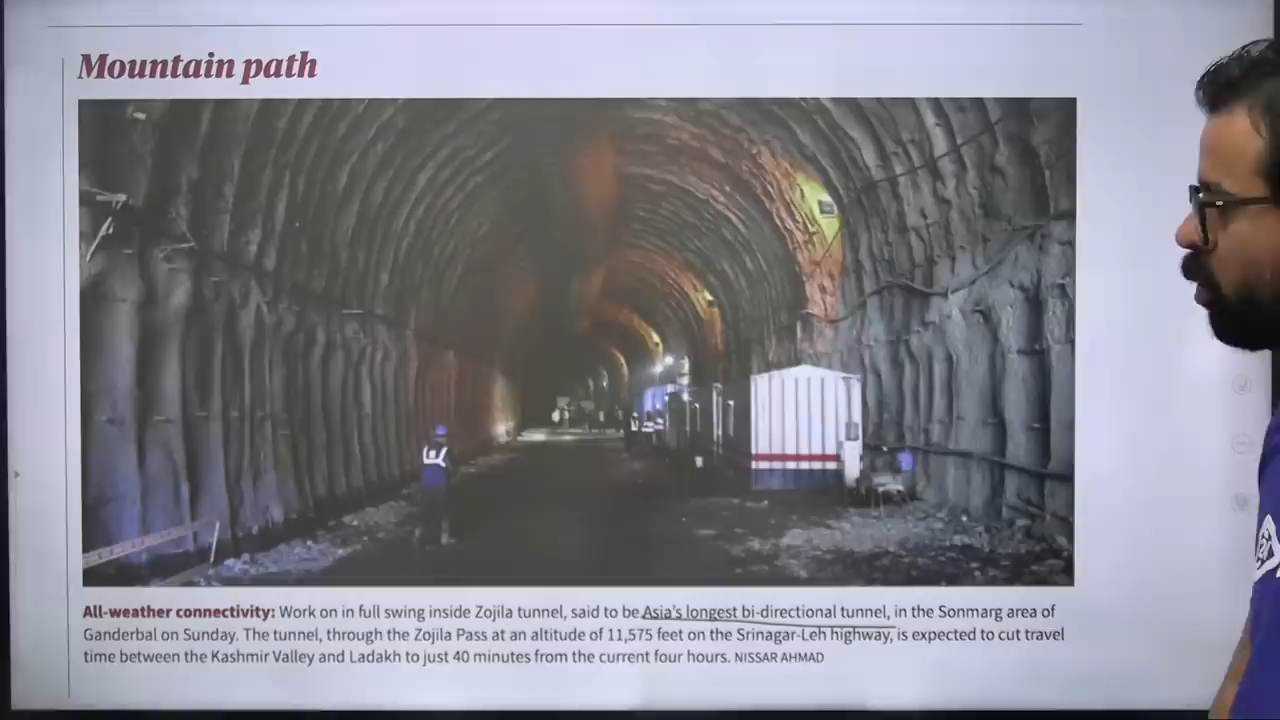 Mountain path
All-weather connectivity: Work on in full swing inside Zojila tunnel, said to be Asia's longest bi-directional tunnel, in the Sonmarg area of
Ganderbal on Sunday. The tunnel, through the Zojila Pass at an altitude of 11,575 feet on the Srinagar-Leh highway, is expected to cut travel
time between the Kashmir Valley and Ladakh to just 40 minutes from the current four hours. NISSAR AHMAD